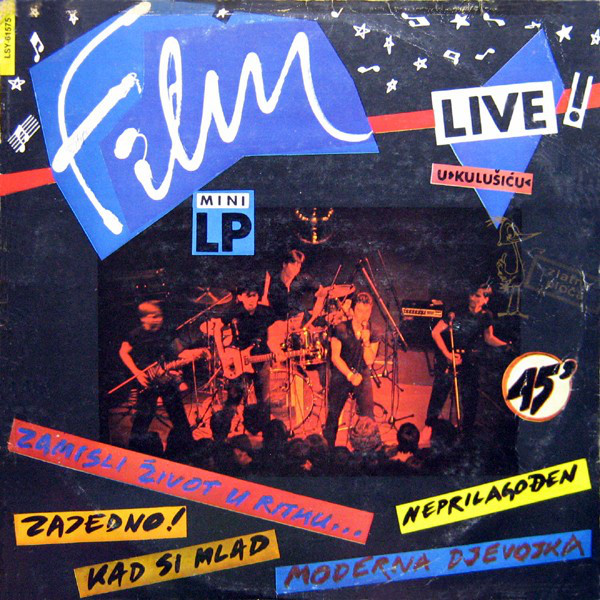 LSY-61575
Film
LIVE!!
U»KULUŠIĆU«
MINI
LP
45°
ZAMISLI ŽIVOT U RITMU...
NEPRILAGOĐEN
ZAJEDNO!
KAD SI MLAD
MODERNA DJEVOJKA